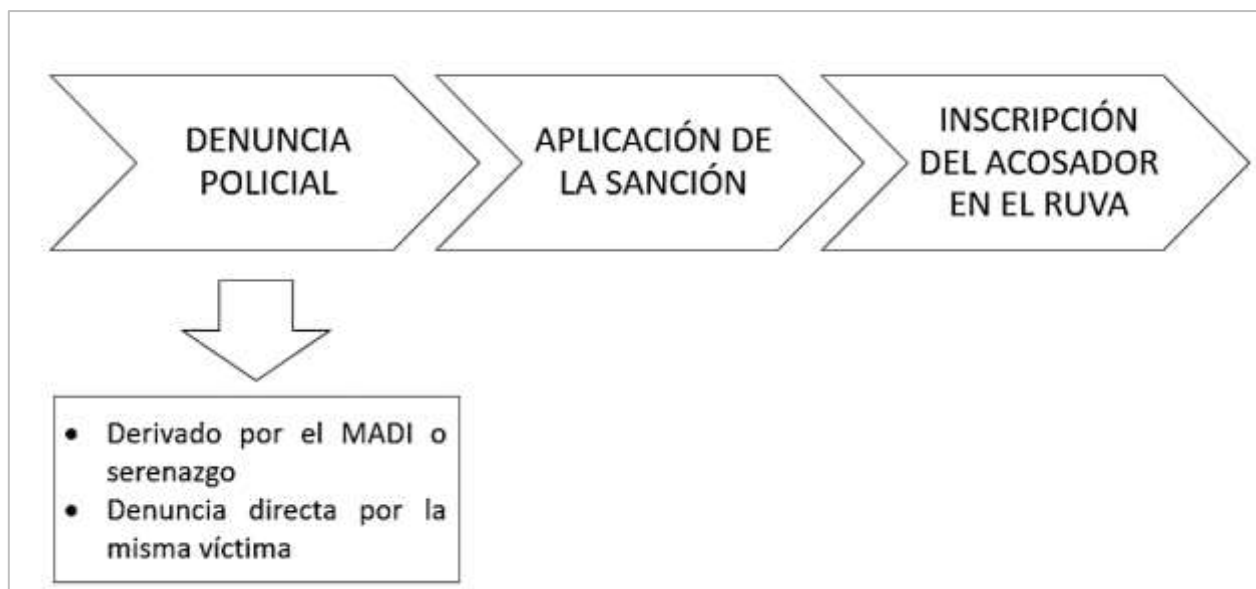 DENUNCIA
POLICIAL
APLICACIÓN DE
LA SANCIÓN
INSCRIPCIÓN
DEL ACOSADOR
EN EL RUVA
• Derivado por el MADI o
serenazgo
• Denuncia directa por la
misma víctima